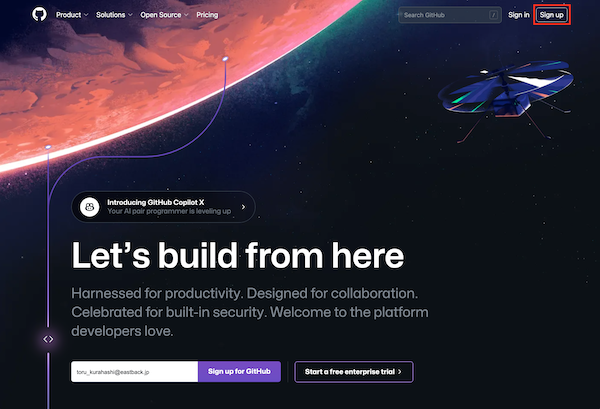 Product Solutions Open Source Pricing Search GitHub / Sign in Sign up
Introducing GitHub Copilot X
Your AI pair programmer is leveling up
Let's build from here
Harnessed for productivity. Designed for collaboration.
Celebrated for built-in security. Welcome to the platform
developers love.
toru_kurahashi@eastback.jp Sign up for GitHub Start a free enterprise trial